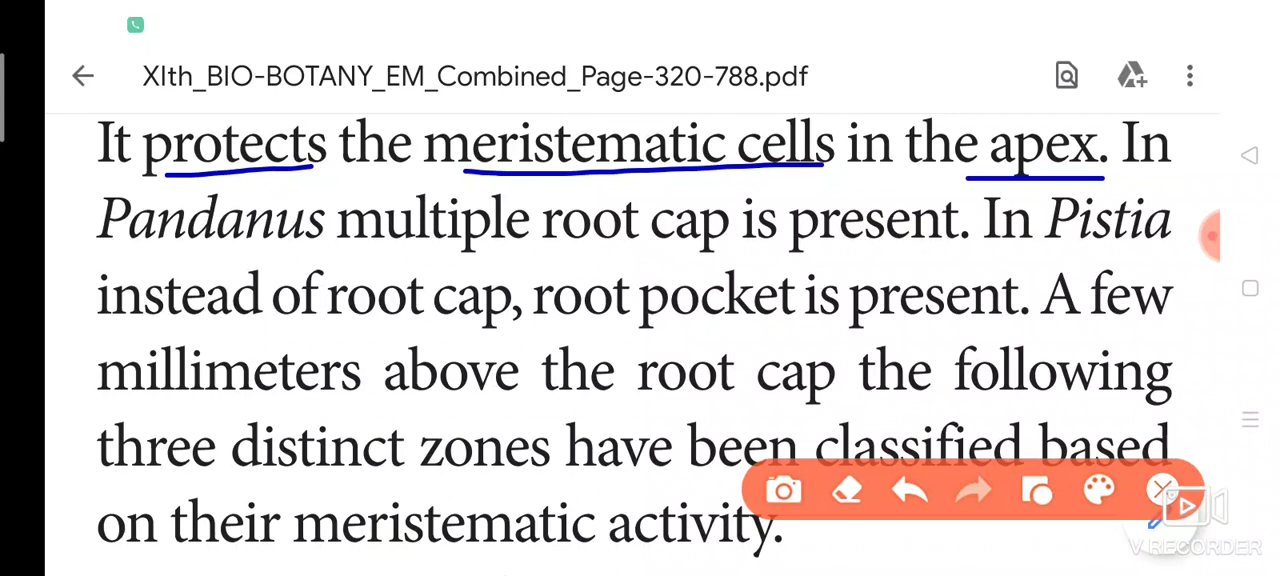 XIth_BIO-BOTANY_EM_Combined_Page-320-788.pdf
It protects the meristematic cells in the apex. In
Pandanus multiple root cap is present. In Pistia
instead of root cap, root pocket is present. A few
millimeters above the root cap the following
three distinct zones have been classified based
on their meristematic activity.
V RECORDER